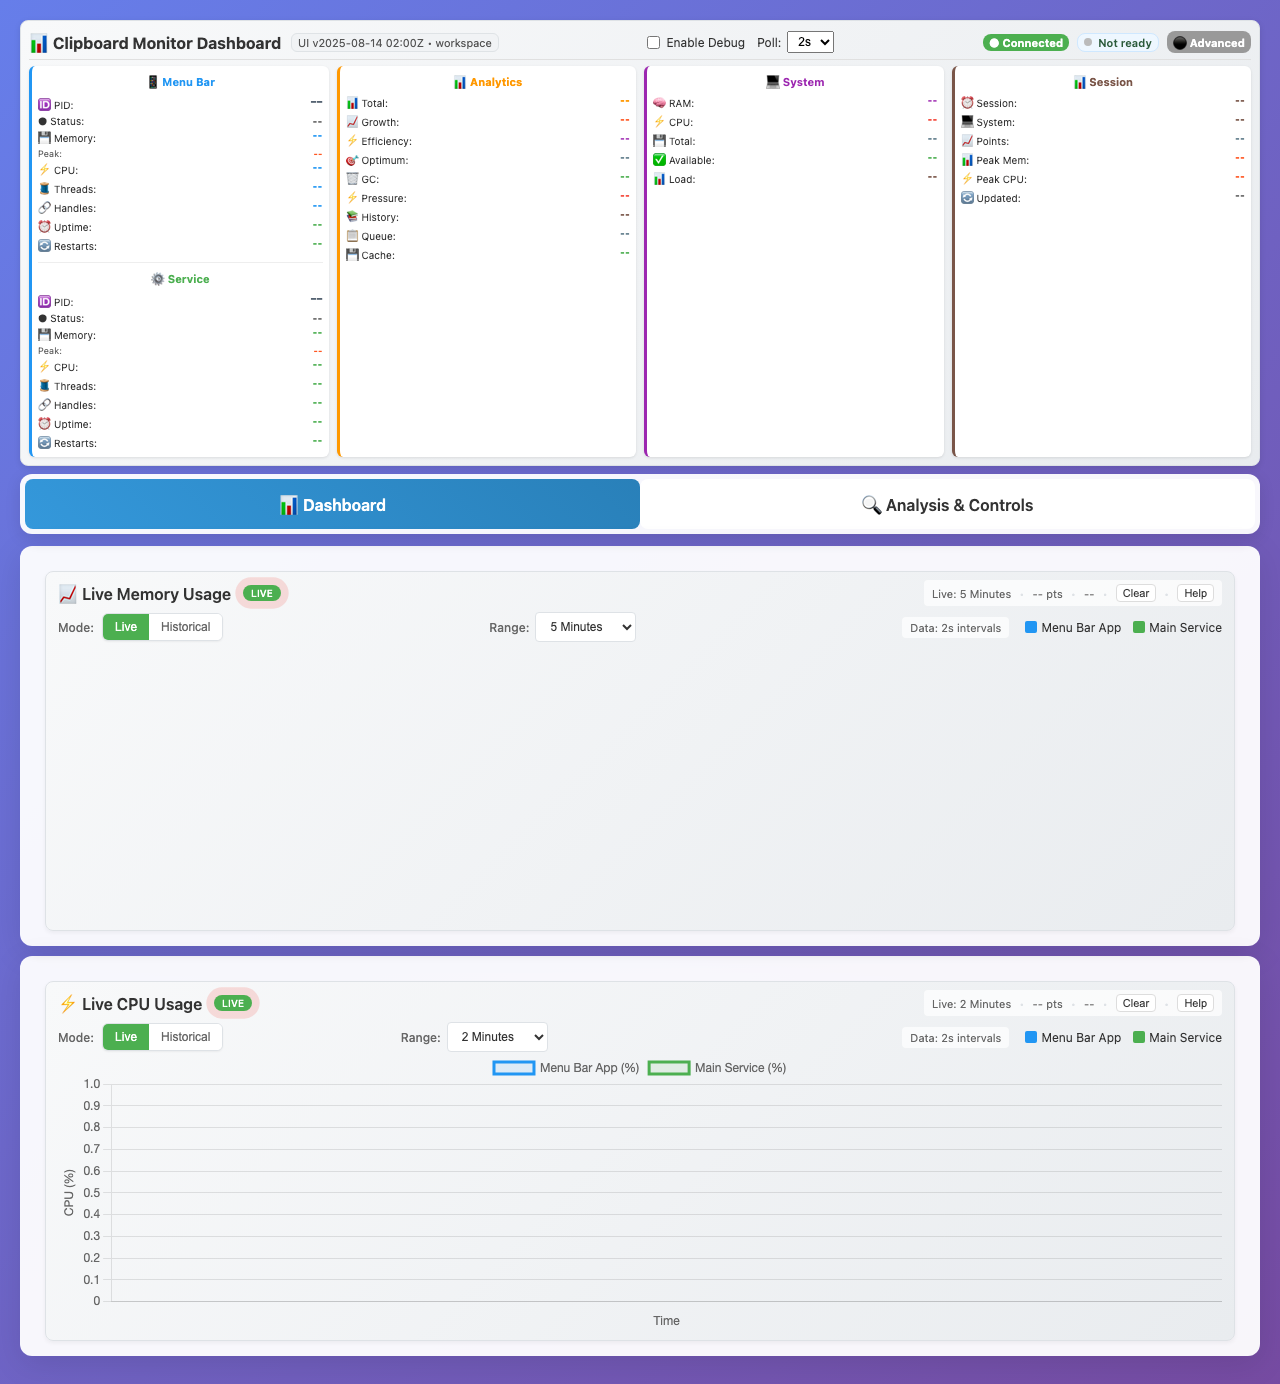 Clipboard Monitor Dashboard
UI v2025-08-14 02:00Z • workspace
Enable Debug Poll: 2s
Connected
Not ready
Advanced
Menu Bar
PID: --
Status: --
Memory: --
Peak: --
CPU: --
Threads: --
Handles: --
Uptime: --
Restarts: --
Service
PID: --
Status: --
Memory: --
Peak: --
CPU: --
Threads: --
Handles: --
Uptime: --
Restarts: --
Analytics
Total: --
Growth: --
Efficiency: --
Optimum: --
GC: --
Pressure: --
History: --
Queue: --
Cache: --
System
RAM: --
CPU: --
Total: --
Available: --
Load: --
Session
Session: --
System: --
Points: --
Peak Mem: --
Peak CPU: --
Updated: --
Dashboard
Analysis & Controls
Live Memory Usage LIVE
Live: 5 Minutes · -- pts · -- · Clear · Help
Mode: Live Historical
Range: 5 Minutes
Data: 2s intervals
Menu Bar App
Main Service
Live CPU Usage LIVE
Live: 2 Minutes · -- pts · -- · Clear · Help
Mode: Live Historical
Range: 2 Minutes
Data: 2s intervals
Menu Bar App
Main Service
Menu Bar App (%) Main Service (%)
CPU (%)
1.0
0.9
0.8
0.7
0.6
0.5
0.4
0.3
0.2
0.1
0
Time